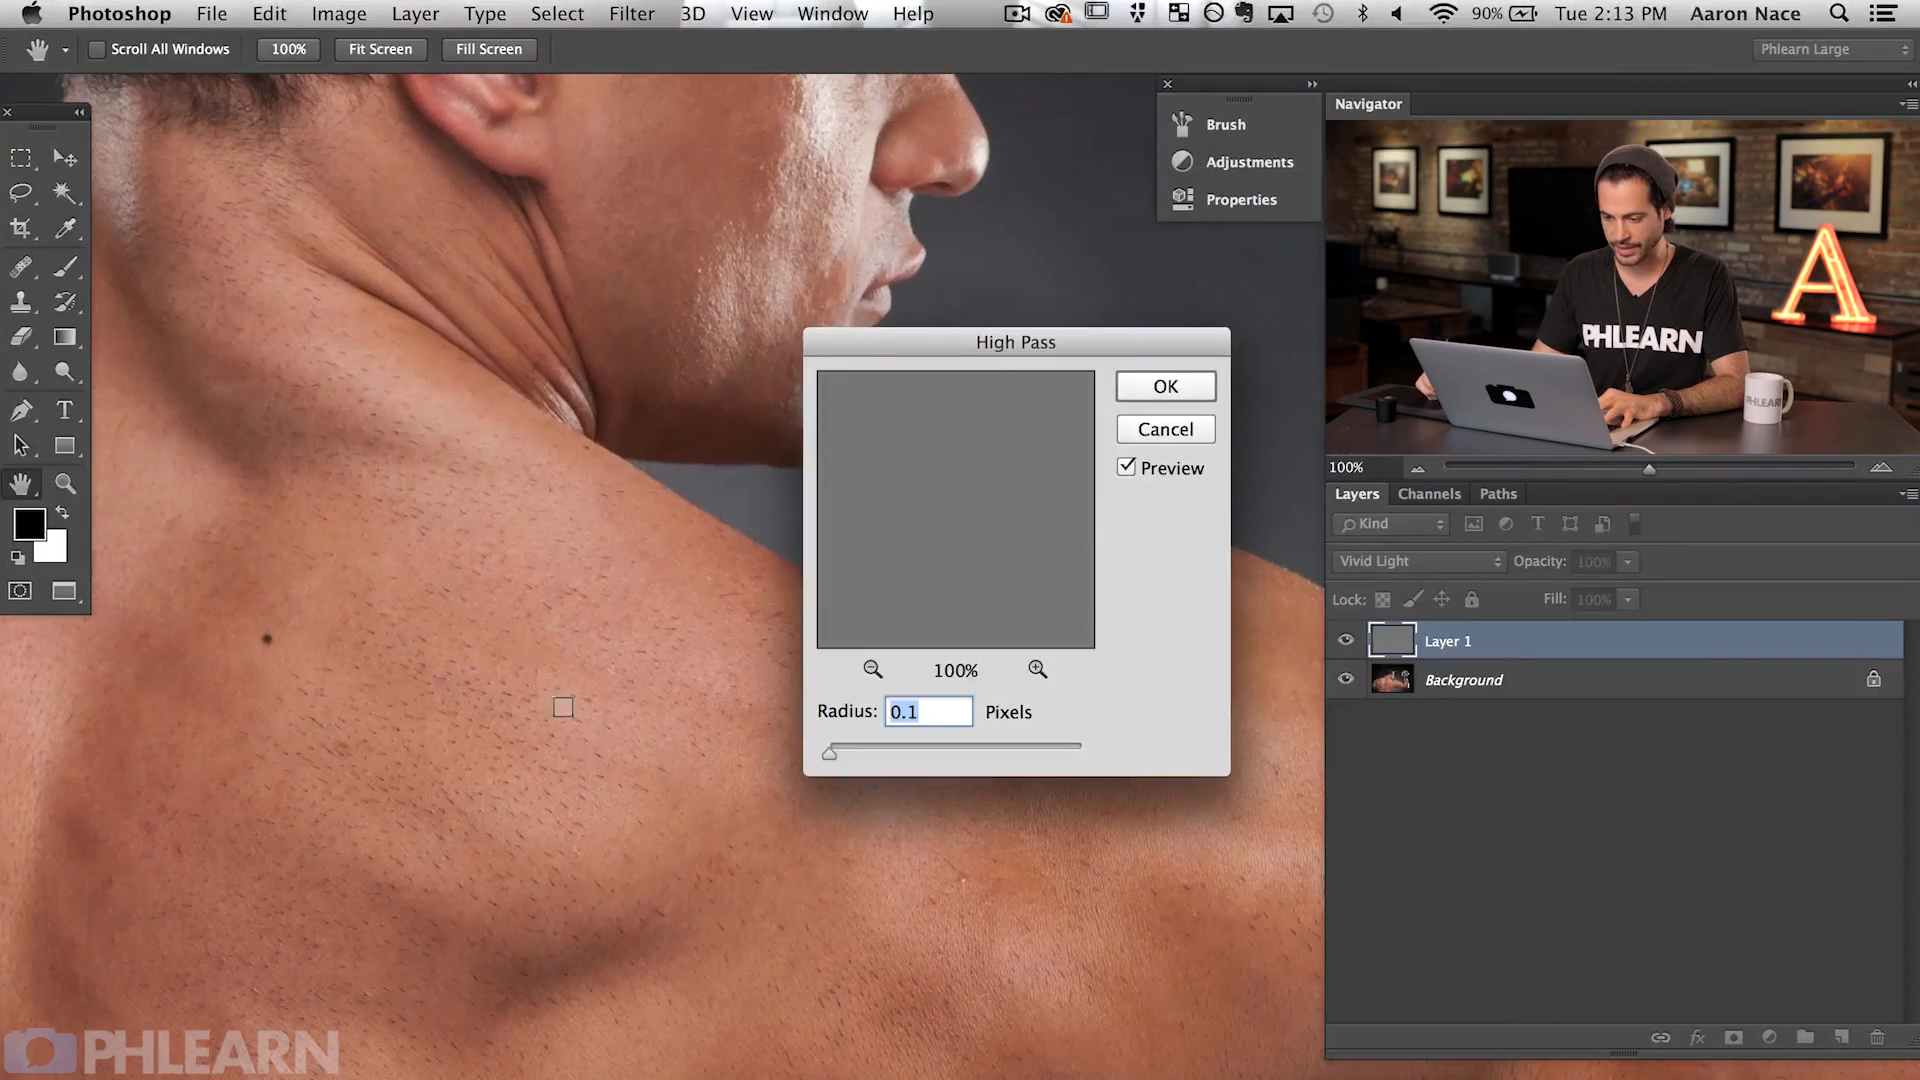 Photoshop File Edit Image Layer Type Select Filter 3D View Window Help 90% Tue 2:13 PM Aaron Nace
Scroll All Windows 100% Fit Screen Fill Screen Phlearn Large
Navigator
Brush
Adjustments
Properties
A
PHLEARN
PHLEARN
High Pass
OK
Cancel
Preview
100%
Radius: 0.1 Pixels
100%
Layers Channels Paths
Kind
Vivid Light Opacity: 100%
Lock: Fill: 100%
Layer 1
Background
PHLEARN